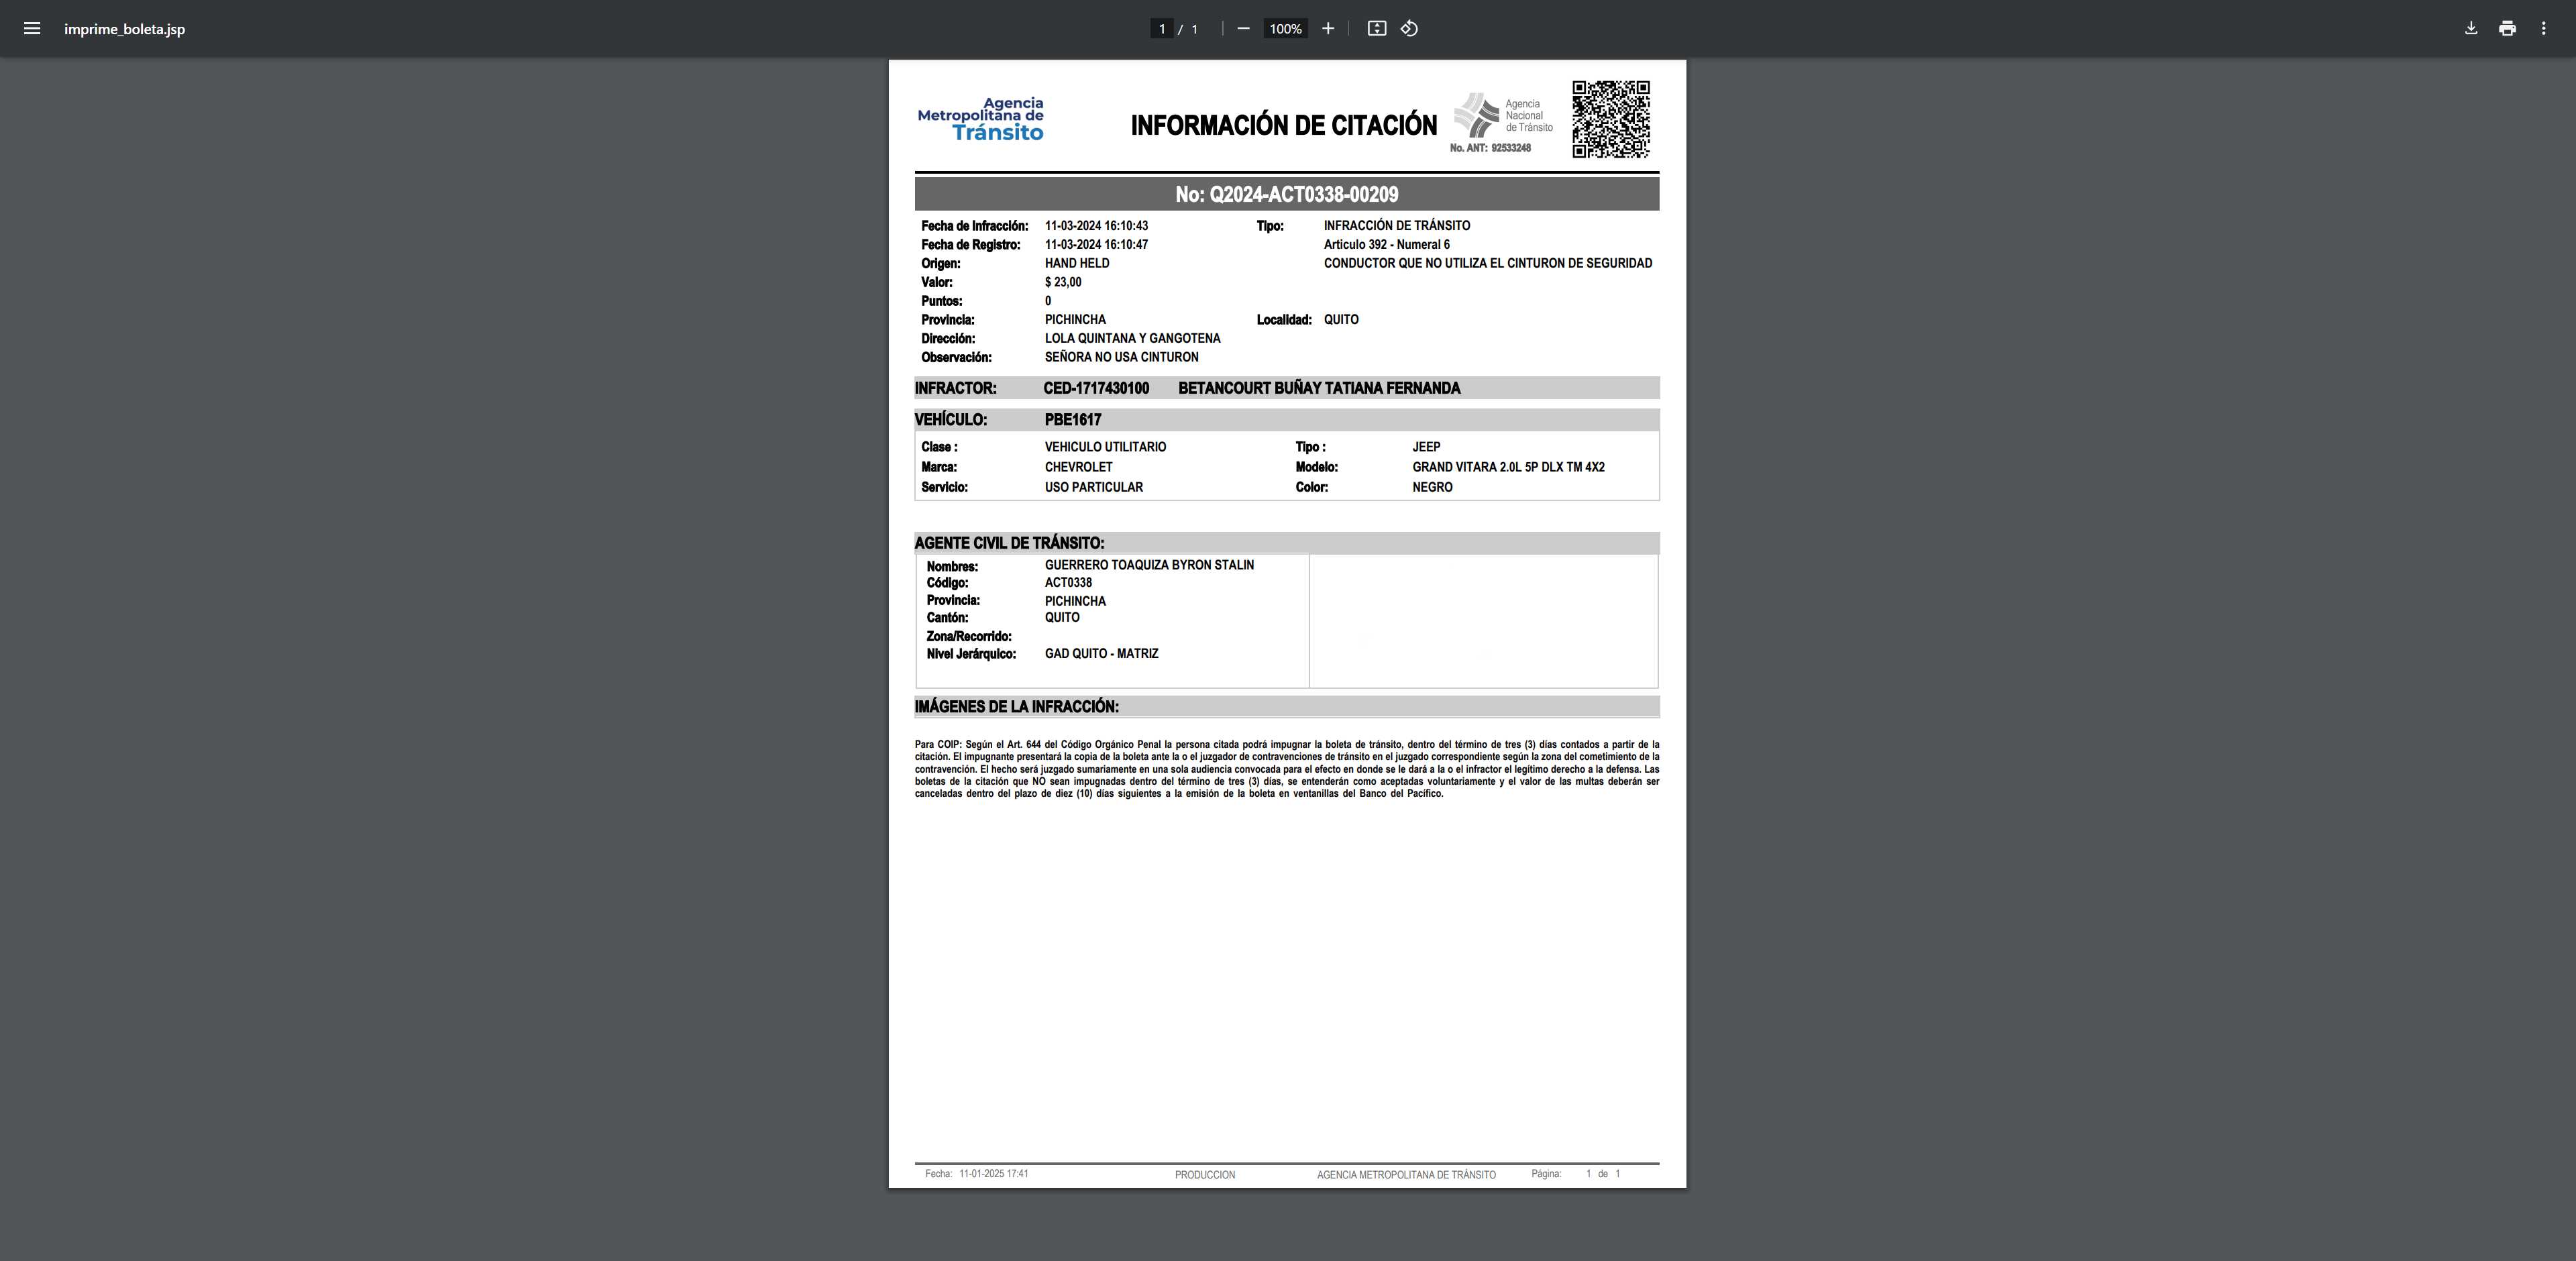 imprime_boleta.jsp
1 / 1
100%
Agencia
Metropolitana de
Tránsito
INFORMACIÓN DE CITACIÓN
Agencia
Nacional
de Tránsito
No. ANT: 92533248
No: Q2024-ACT0338-00209
Fecha de Infracción: 11-03-2024 16:10:43 Tipo: INFRACCIÓN DE TRÁNSITO
Fecha de Registro: 11-03-2024 16:10:47 Articulo 392 - Numeral 6
Origen: HAND HELD CONDUCTOR QUE NO UTILIZA EL CINTURON DE SEGURIDAD
Valor: $ 23,00
Puntos: 0
Provincia: PICHINCHA Localidad: QUITO
Dirección: LOLA QUINTANA Y GANGOTENA
Observación: SEÑORA NO USA CINTURON
INFRACTOR: CED-1717430100 BETANCOURT BUÑAY TATIANA FERNANDA
VEHÍCULO: PBE1617
Clase : VEHICULO UTILITARIO Tipo : JEEP
Marca: CHEVROLET Modelo: GRAND VITARA 2.0L 5P DLX TM 4X2
Servicio: USO PARTICULAR Color: NEGRO
AGENTE CIVIL DE TRÁNSITO:
Nombres: GUERRERO TOAQUIZA BYRON STALIN
Código: ACT0338
Provincia: PICHINCHA
Cantón: QUITO
Zona/Recorrido:
Nivel Jerárquico: GAD QUITO - MATRIZ
IMÁGENES DE LA INFRACCIÓN:
Para COIP: Según el Art. 644 del Código Orgánico Penal la persona citada podrá impugnar la boleta de tránsito, dentro del término de tres (3) días contados a partir de la
citación. El impugnante presentará la copia de la boleta ante la o el juzgador de contravenciones de tránsito en el juzgado correspondiente según la zona del cometimiento de la
contravención. El hecho será juzgado sumariamente en una sola audiencia convocada para el efecto en donde se le dará a la o el infractor el legítimo derecho a la defensa. Las
boletas de la citación que NO sean impugnadas dentro del término de tres (3) días, se entenderán como aceptadas voluntariamente y el valor de las multas deberán ser
canceladas dentro del plazo de diez (10) días siguientes a la emisión de la boleta en ventanillas del Banco del Pacífico.
Fecha: 11-01-2025 17:41 PRODUCCION AGENCIA METROPOLITANA DE TRÁNSITO Página: 1 de 1